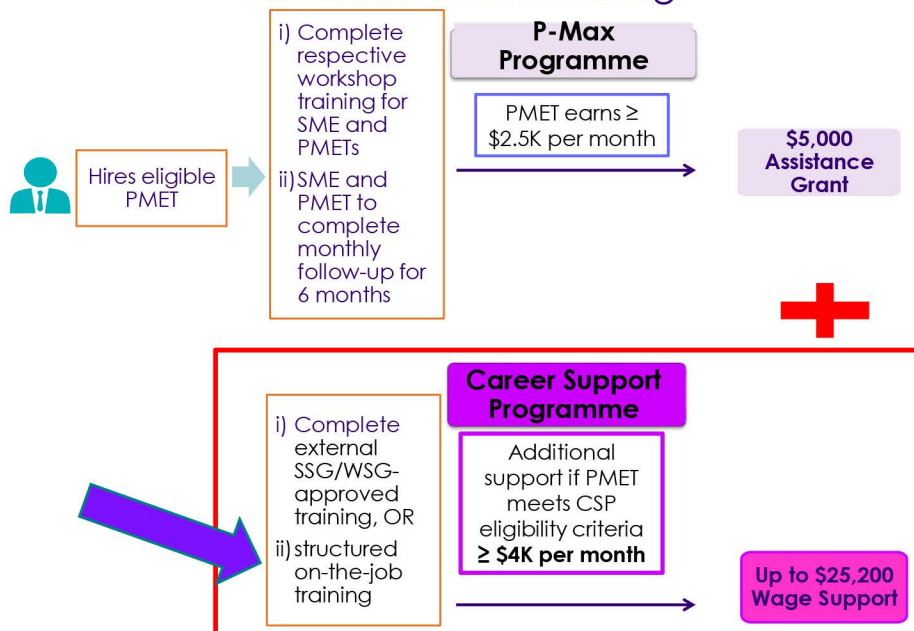 Hires eligible
PMET
i) Complete
respective
workshop
training for
SME and
PMETs
ii)SME and
PMET to
complete
monthly
follow-up for
6 months
P-Max
Programme
PMET earns ≥
$2.5K per month
$5,000
Assistance
Grant
i) Complete
external
SSG/WSG-
approved
training, OR
ii)structured
on-the-job
training
Career Support
Programme
Additional
support if PMET
meets CSP
eligibility criteria
≥ $4K per month
Up to $25,200
Wage Support